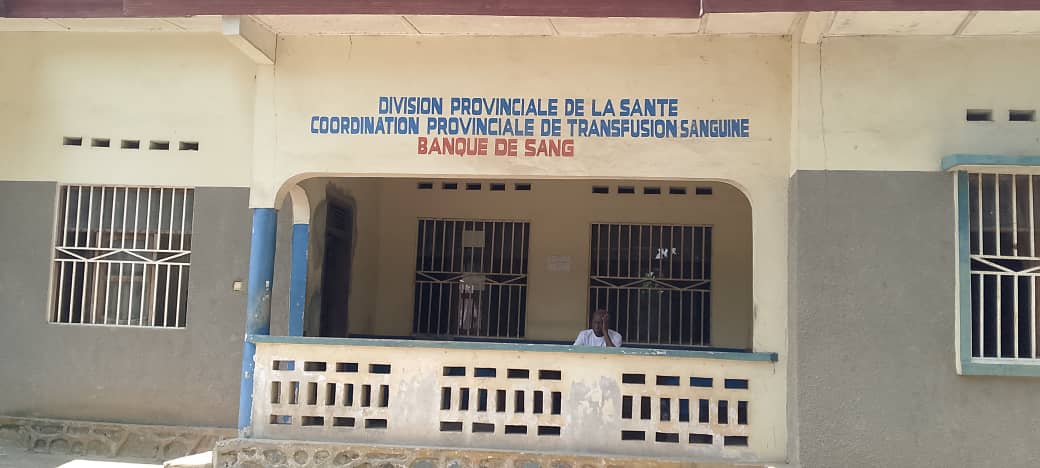 DIVISION PROVINCIALE DE LA SANTE
COORDINATION PROVINCIALE DE TRANSFUSION SANGUINE
BANQUE DE SANG